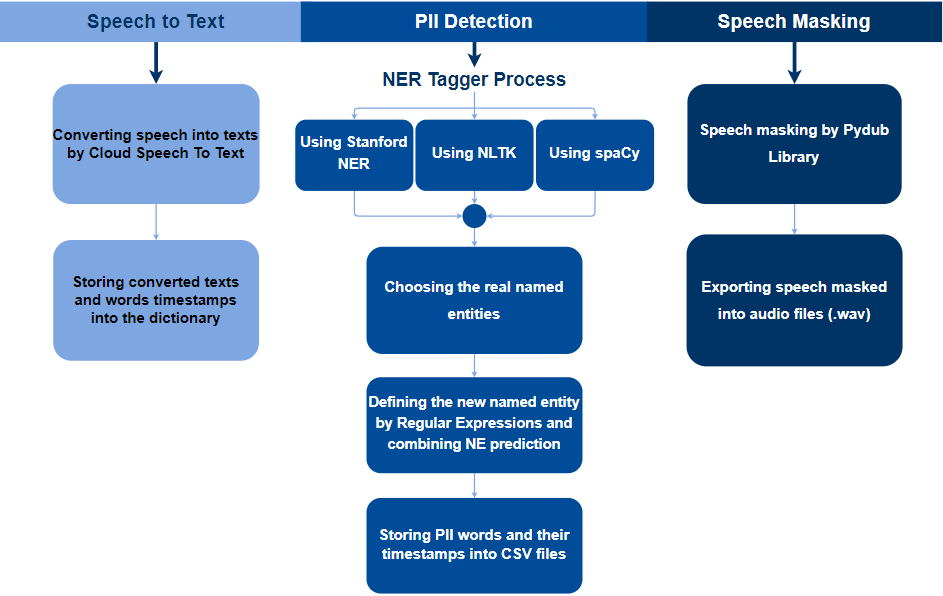 Speech to Text
PII Detection
Speech Masking
Converting speech into texts
by Cloud Speech To Text
Storing converted texts
and words timestamps
into the dictionary
NER Tagger Process
Using Stanford
NER
Using NLTK
Using spaCy
Choosing the real named
entities
Defining the new named entity
by Regular Expressions and
combining NE prediction
Storing PII words and their
timestamps into CSV files
Speech masking by Pydub
Library
Exporting speech masked
into audio files (.wav)